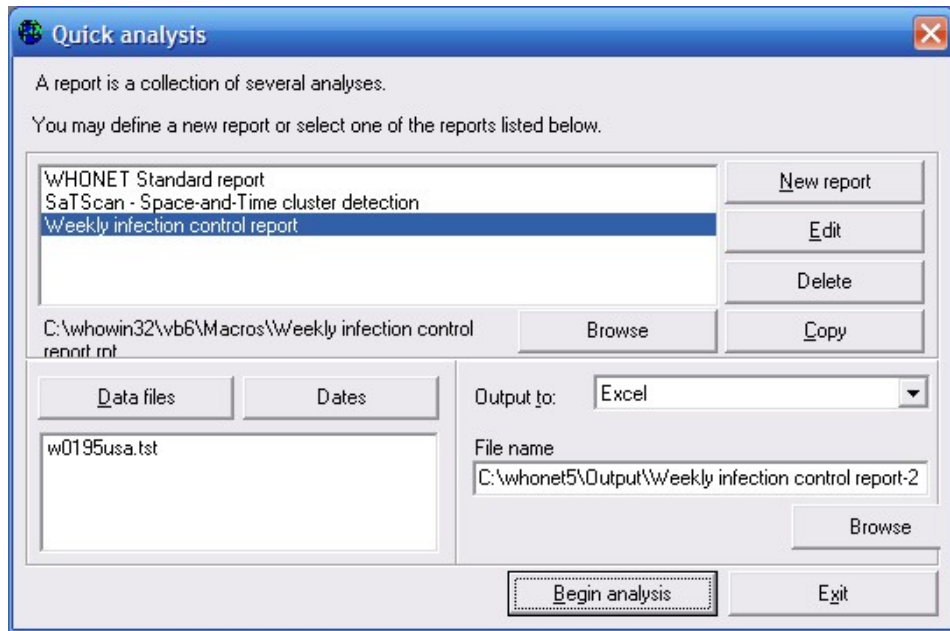 Quick analysis
A report is a collection of several analyses.
You may define a new report or select one of the reports listed below.
WHONET Standard report
SaTScan - Space-and-Time cluster detection
Weekly infection control report
New report
Edit
Delete
Copy
C:\whowin32\vb6\Macros\Weekly infection control
report.rpt
Browse
Data files
Dates
w0195usa.tst
Output to:
Excel
File name
C:\whonet5\Output\Weekly infection control report-2
Browse
Begin analysis
Exit